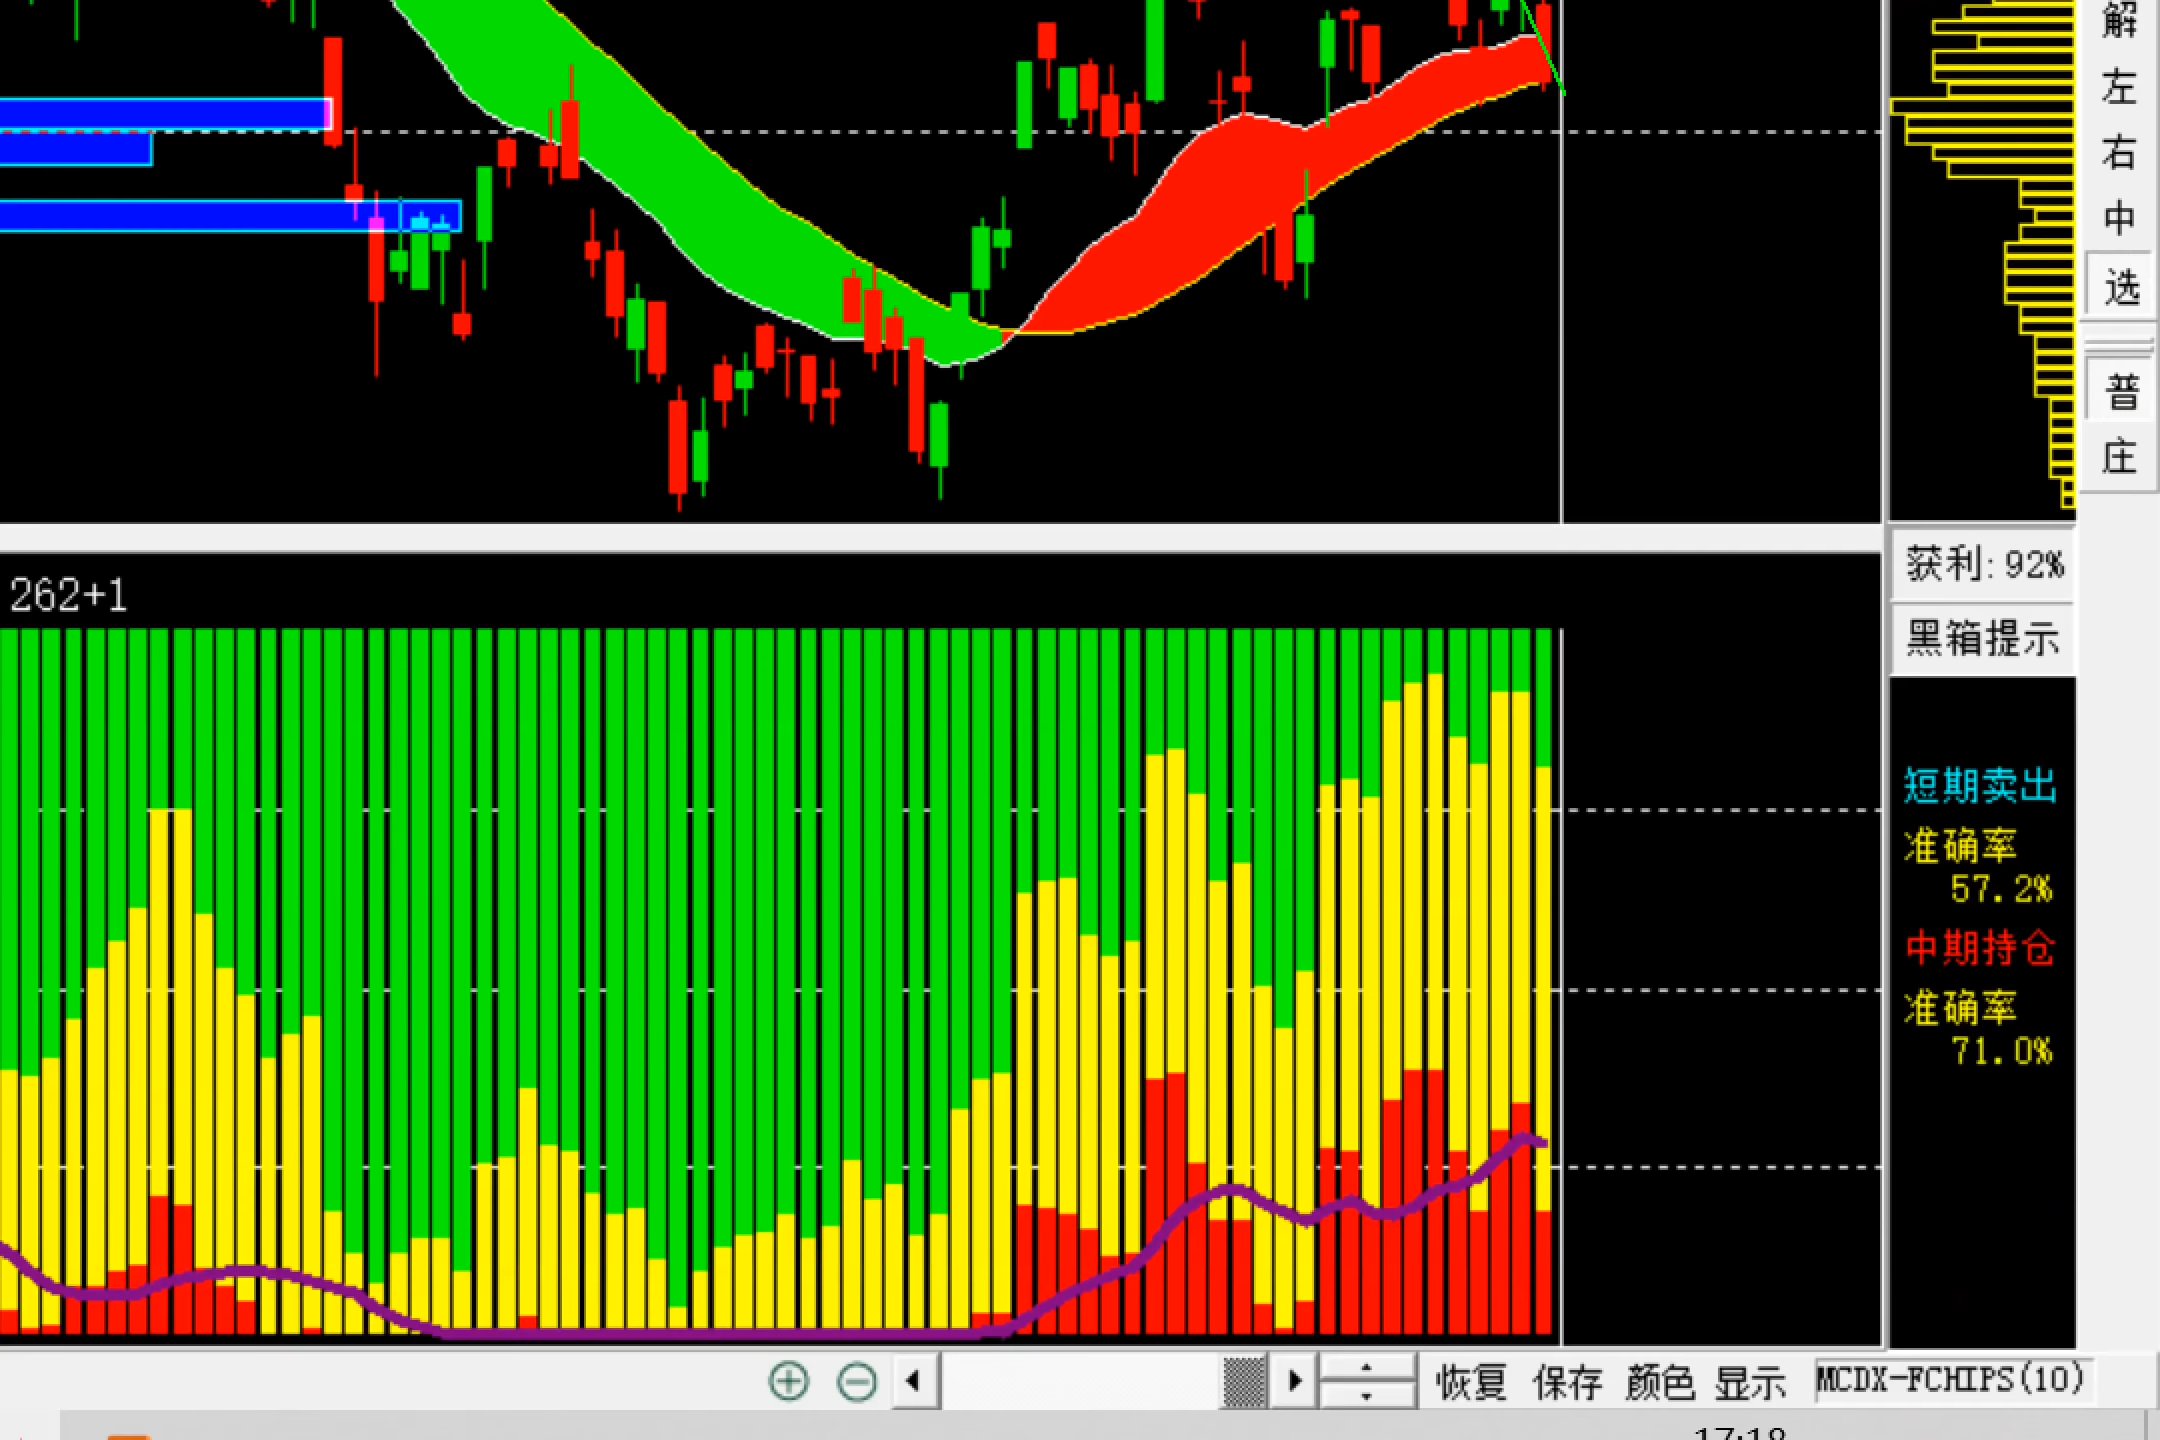 解
左
右
中
选
普
庄
获利: 92%
262+1
黑箱提示
短期卖出
准确率
57.2%
中期持仓
准确率
71.0%
恢复 保存 颜色 显示 MCDX-FCHIPS(10)
17:18